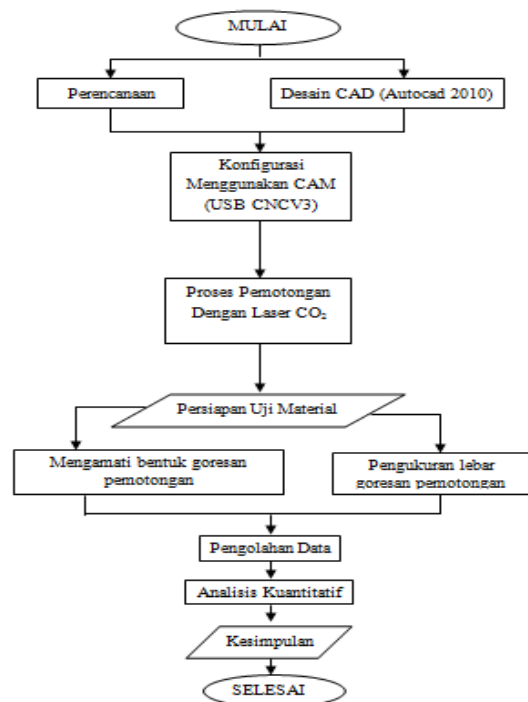 MULAI
Perencanaan
Desain CAD (Autocad 2010)
Konfigurasi
Menggunakan CAM
(USB CNCV3)
Proses Pemotongan
Dengan Laser CO₂
Persiapan Uji Material
Mengamati bentuk goresan
pemotongan
Pengukuran lebar
goresan pemotongan
Pengolahan Data
Analisis Kuantitatif
Kesimpulan
SELESAI